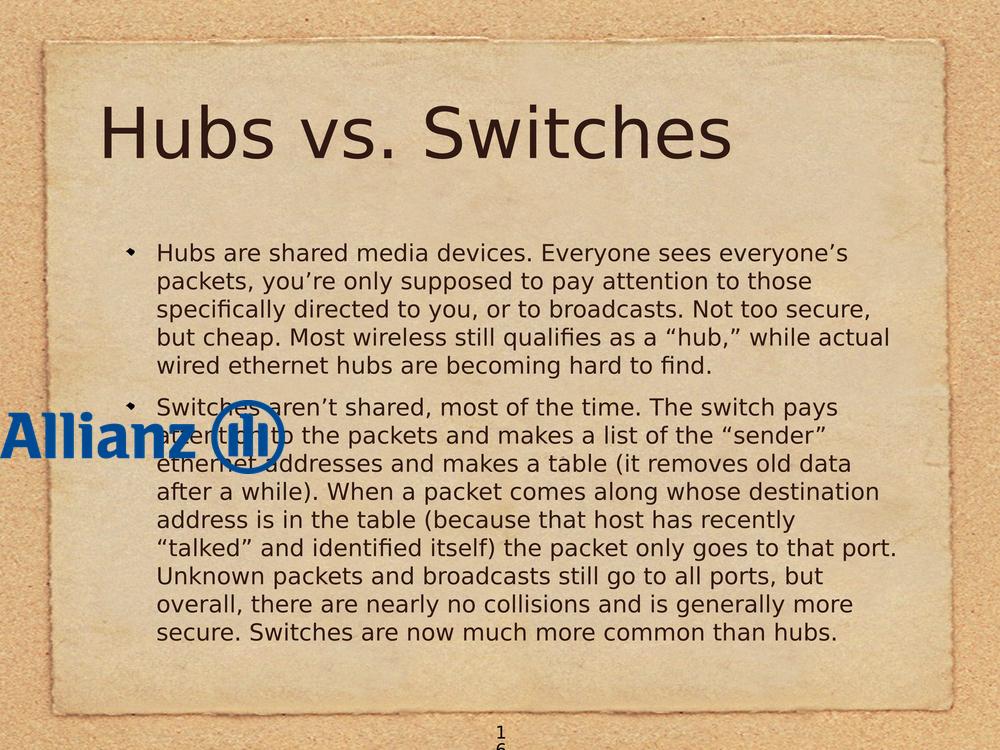 Hubs vs. Switches
Hubs are shared media devices. Everyone sees everyone’s
packets, you’re only supposed to pay attention to those
specifically directed to you, or to broadcasts. Not too secure,
but cheap. Most wireless still qualifies as a “hub,” while actual
wired ethernet hubs are becoming hard to find.
Switches aren’t shared, most of the time. The switch pays
attention to the packets and makes a list of the “sender”
ethernet addresses and makes a table (it removes old data
after a while). When a packet comes along whose destination
address is in the table (because that host has recently
“talked” and identified itself) the packet only goes to that port.
Unknown packets and broadcasts still go to all ports, but
overall, there are nearly no collisions and is generally more
secure. Switches are now much more common than hubs.
Allianz
1
6